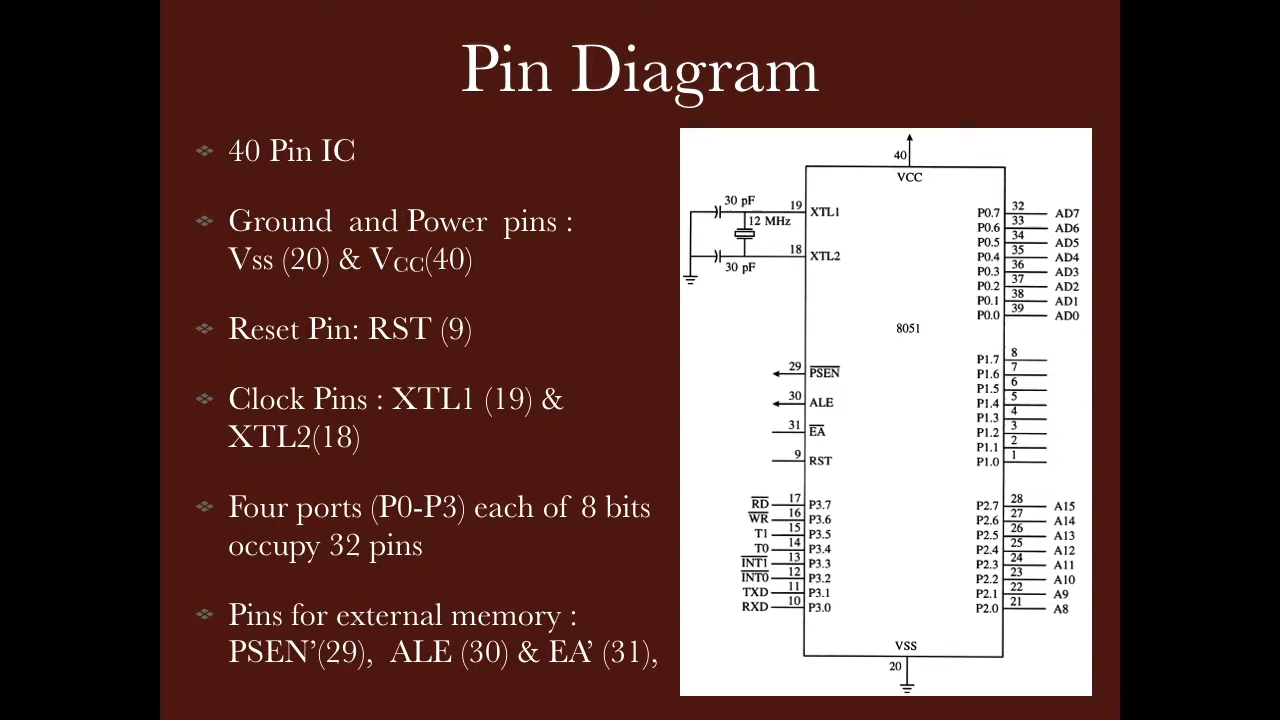 Pin Diagram
❖ 40 Pin IC
❖ Ground and Power pins :
Vss (20) & VCC(40)
❖ Reset Pin: RST (9)
❖ Clock Pins : XTL1 (19) &
XTL2(18)
❖ Four ports (P0-P3) each of 8 bits
occupy 32 pins
❖ Pins for external memory :
PSEN’(29), ALE (30) & EA’ (31),
40
VCC
30 pF
19 XTL1
12 MHz
18 XTL2
30 pF
8051
29 PSEN
30 ALE
31 EA
9 RST
RD 17 P3.7
WR 16 P3.6
T1 15 P3.5
T0 14 P3.4
INT1 13 P3.3
INT0 12 P3.2
TXD 11 P3.1
RXD 10 P3.0
P0.7 32 AD7
P0.6 33 AD6
P0.5 34 AD5
P0.4 35 AD4
P0.3 36 AD3
P0.2 37 AD2
P0.1 38 AD1
P0.0 39 AD0
P1.7 8
P1.6 7
P1.5 6
P1.4 5
P1.3 4
P1.2 3
P1.1 2
P1.0 1
P2.7 28 A15
P2.6 27 A14
P2.5 26 A13
P2.4 25 A12
P2.3 24 A11
P2.2 23 A10
P2.1 22 A9
P2.0 21 A8
VSS
20